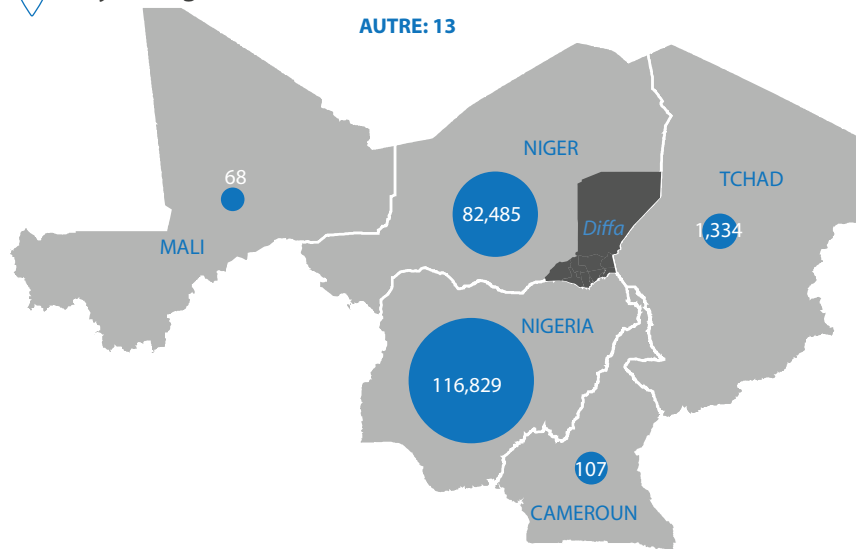 AUTRE: 13
NIGER
82,485
68
MALI
Diffa
TCHAD
1,334
NIGERIA
116,829
107
CAMEROUN